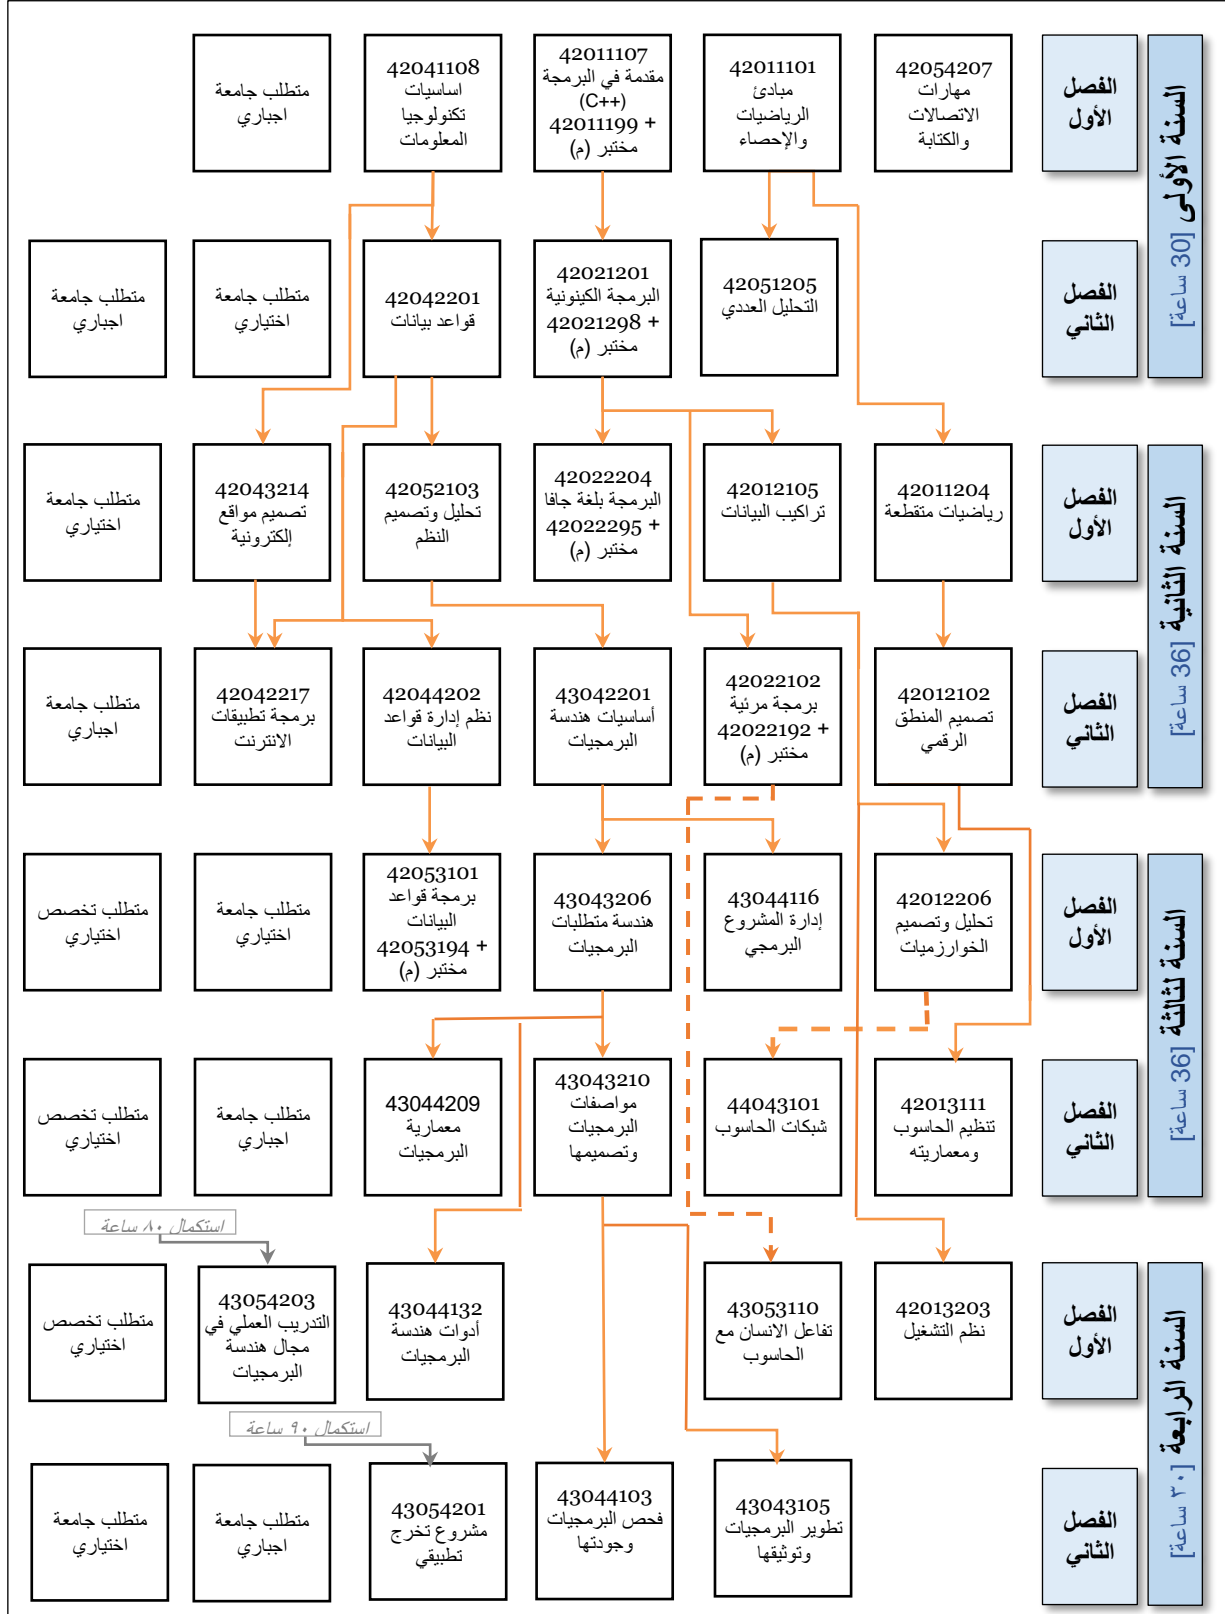 السنة الأولى [30 ساعة]
الفصل
الأول
42054207
مهارات
الاتصالات
والكتابة
42011101
مبادئ
الرياضيات
والإحصاء
42011107
مقدمة في البرمجة
(C++)
42011199 +
مختبر (م)
42041108
اساسيات
تكنولوجيا
المعلومات
متطلب جامعة
اجباري
الفصل
الثاني
42051205
التحليل العددي
42021201
البرمجة الكينونية
42021298 +
مختبر (م)
42042201
قواعد بيانات
متطلب جامعة
اختياري
متطلب جامعة
اجباري
السنة الثانية [36 ساعة]
الفصل
الأول
42011204
رياضيات متقطعة
42012105
تراكيب البيانات
42022204
البرمجة بلغة جافا
42022295 +
مختبر (م)
42052103
تحليل وتصميم
النظم
42043214
تصميم مواقع
إلكترونية
متطلب جامعة
اختياري
الفصل
الثاني
42012102
تصميم المنطق
الرقمي
42022102
برمجة مرئية
42022192 +
مختبر (م)
43042201
أساسيات هندسة
البرمجيات
42044202
نظم إدارة قواعد
البيانات
42042217
برمجة تطبيقات
الانترنت
متطلب جامعة
اجباري
السنة لثالثة [36 ساعة]
الفصل
الأول
42012206
تحليل وتصميم
الخوارزميات
43044116
إدارة المشروع
البرمجي
43043206
هندسة متطلبات
البرمجيات
42053101
برمجة قواعد
البيانات
42053194 +
مختبر (م)
متطلب جامعة
اختياري
متطلب تخصص
اختياري
الفصل
الثاني
42013111
تنظيم الحاسوب
ومعماريته
44043101
شبكات الحاسوب
43043210
مواصفات
البرمجيات
وتصميمها
43044209
معمارية
البرمجيات
متطلب جامعة
اجباري
متطلب تخصص
اختياري
السنة الرابعة [٣٠ ساعة]
الفصل
الأول
42013203
نظم التشغيل
43053110
تفاعل الانسان مع
الحاسوب
43044132
أدوات هندسة
البرمجيات
استكمال ٨٠ ساعة
43054203
التدريب العملي في
مجال هندسة
البرمجيات
متطلب تخصص
اختياري
الفصل
الثاني
43043105
تطوير البرمجيات
وتوثيقها
43044103
فحص البرمجيات
وجودتها
استكمال ٩٠ ساعة
43054201
مشروع تخرج
تطبيقي
متطلب جامعة
اجباري
متطلب جامعة
اختياري